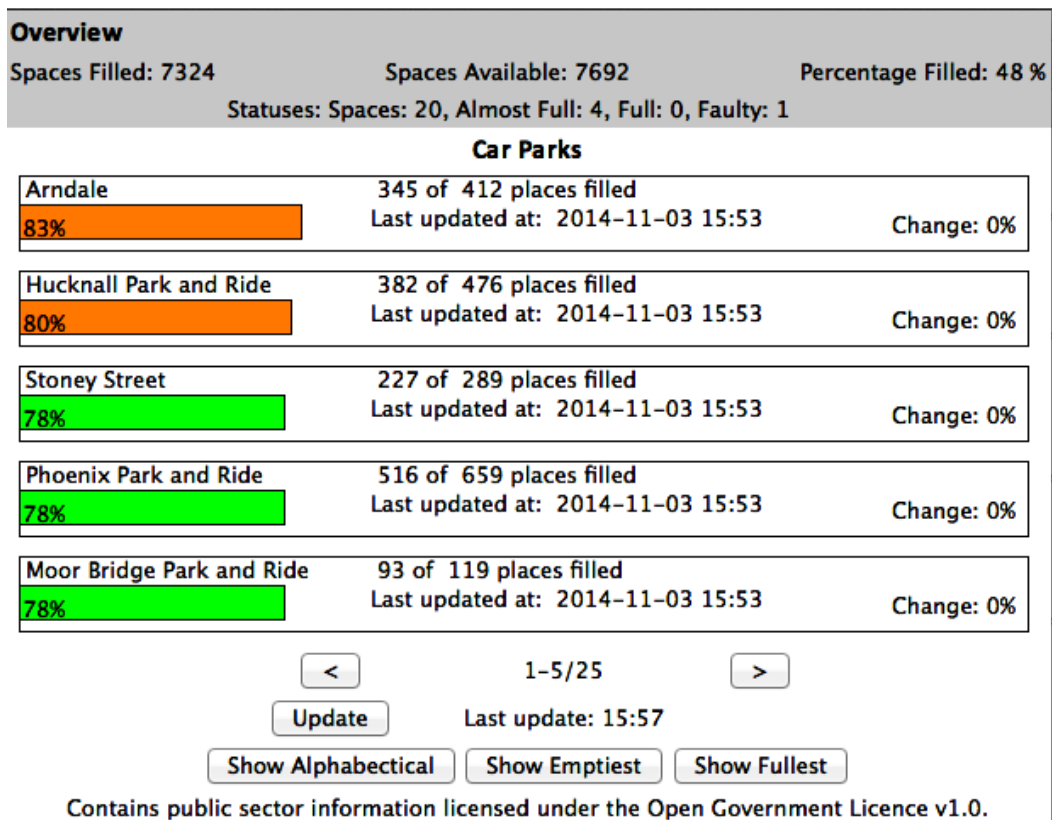 Overview
Spaces Filled: 7324 Spaces Available: 7692 Percentage Filled: 48 %
Statuses: Spaces: 20, Almost Full: 4, Full: 0, Faulty: 1
Car Parks
Arndale 345 of 412 places filled
83% Last updated at: 2014-11-03 15:53 Change: 0%
Hucknall Park and Ride 382 of 476 places filled
80% Last updated at: 2014-11-03 15:53 Change: 0%
Stoney Street 227 of 289 places filled
78% Last updated at: 2014-11-03 15:53 Change: 0%
Phoenix Park and Ride 516 of 659 places filled
78% Last updated at: 2014-11-03 15:53 Change: 0%
Moor Bridge Park and Ride 93 of 119 places filled
78% Last updated at: 2014-11-03 15:53 Change: 0%
< 1-5/25 >
Update Last update: 15:57
Show Alphabectical Show Emptiest Show Fullest
Contains public sector information licensed under the Open Government Licence v1.0.